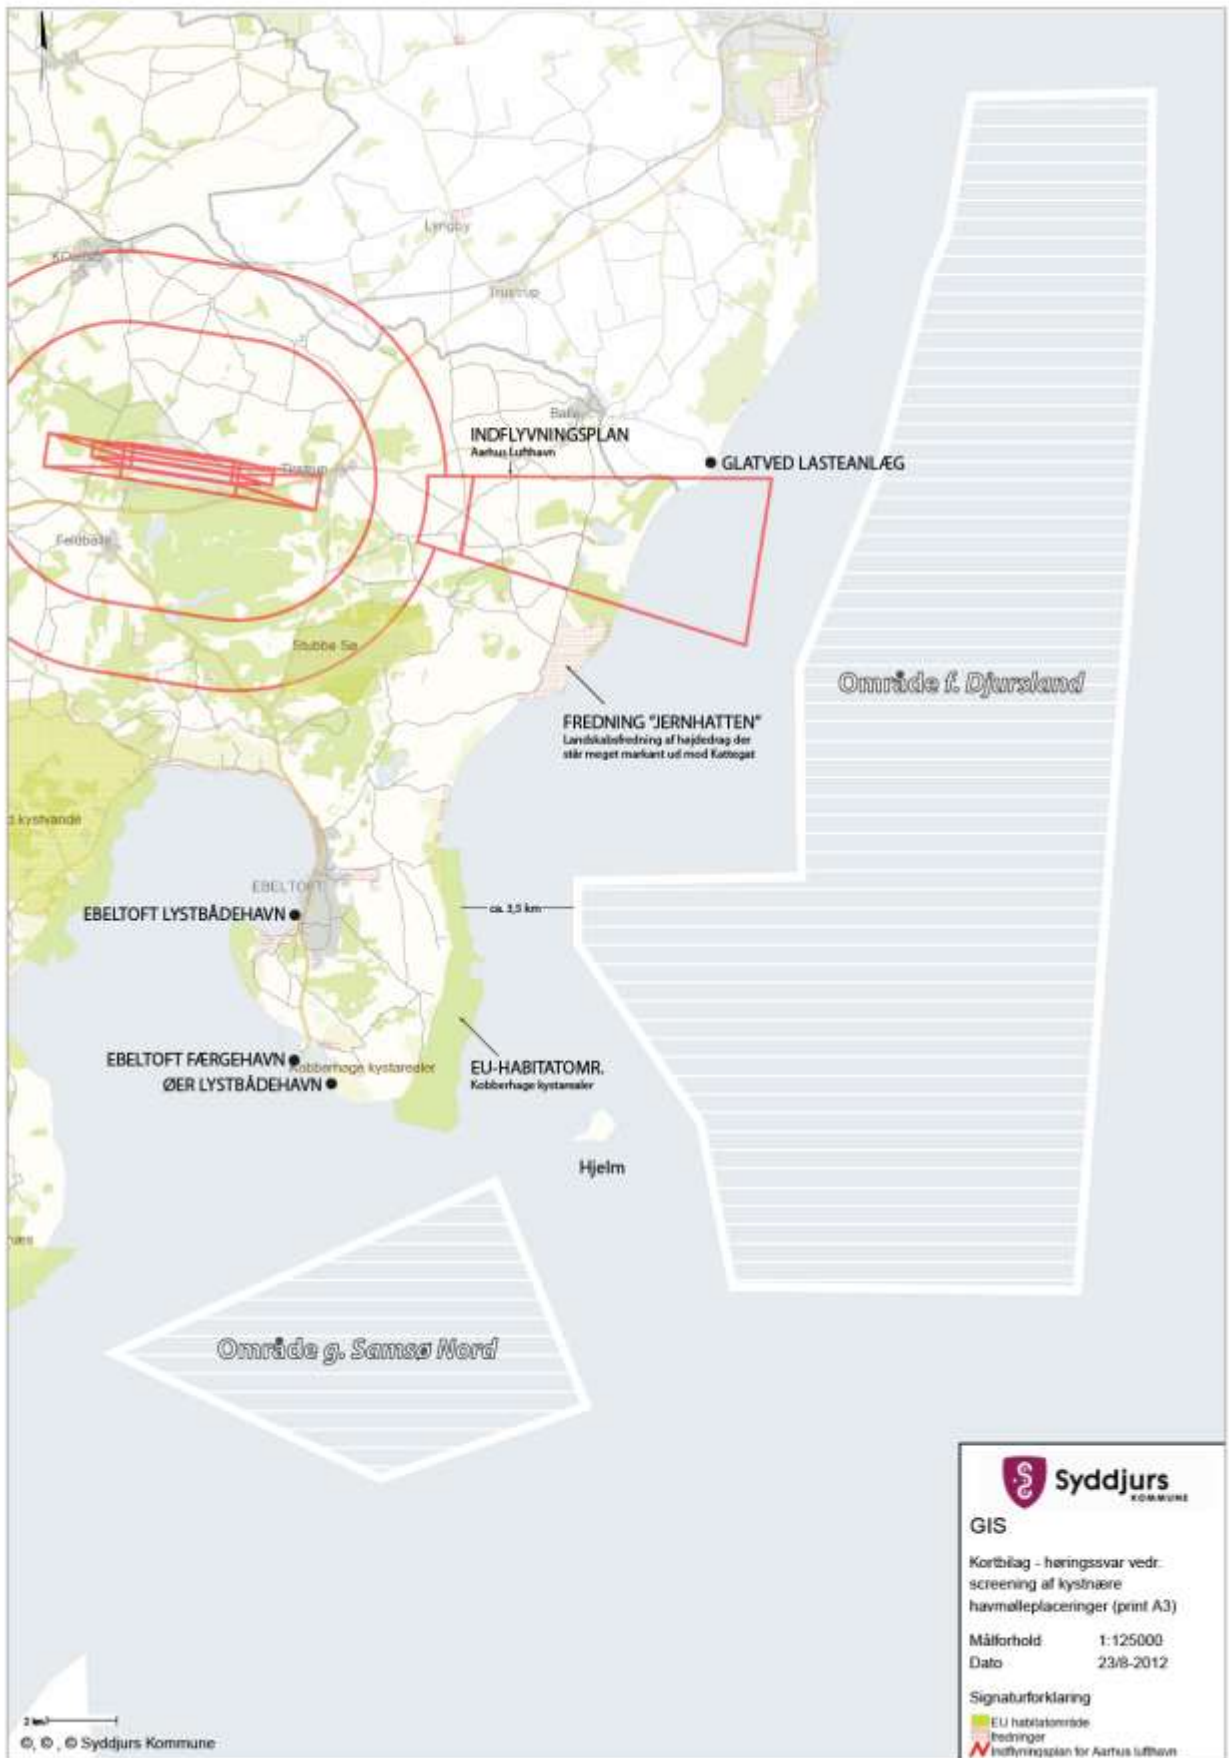 Lyngby
Trustrup
INDFLYVNINGSPLAN
Aarhus Lufthavn
GLATVED LASTEANLÆG
Tirstrup
Stubbe Sø
Område f. Djursland
FREDNING "JERNHATTEN"
Landskabsfredning af højdedrag der
står meget markant ud mod Kattegat
kystvande
EBELTOFT
EBELTOFT LYSTBÅDEHAVN
ca. 3,5 km
EBELTOFT FÆRGEHAVN
Kobberhage kystarealer
ØER LYSTBÅDEHAVN
EU-HABITATOMR.
Kobberhage kystarealer
Hjelm
Område g. Samsø Nord
Syddjurs
KOMMUNE
GIS
Kortbilag - høringssvar vedr.
screening af kystnære
havmølleplaceringer (print A3)
Målforhold 1:125000
Dato 23/8-2012
Signaturforklaring
EU habitatområde
fredninger
Indflyvningsplan for Aarhus lufthavn
2 km
©, ©, © Syddjurs Kommune